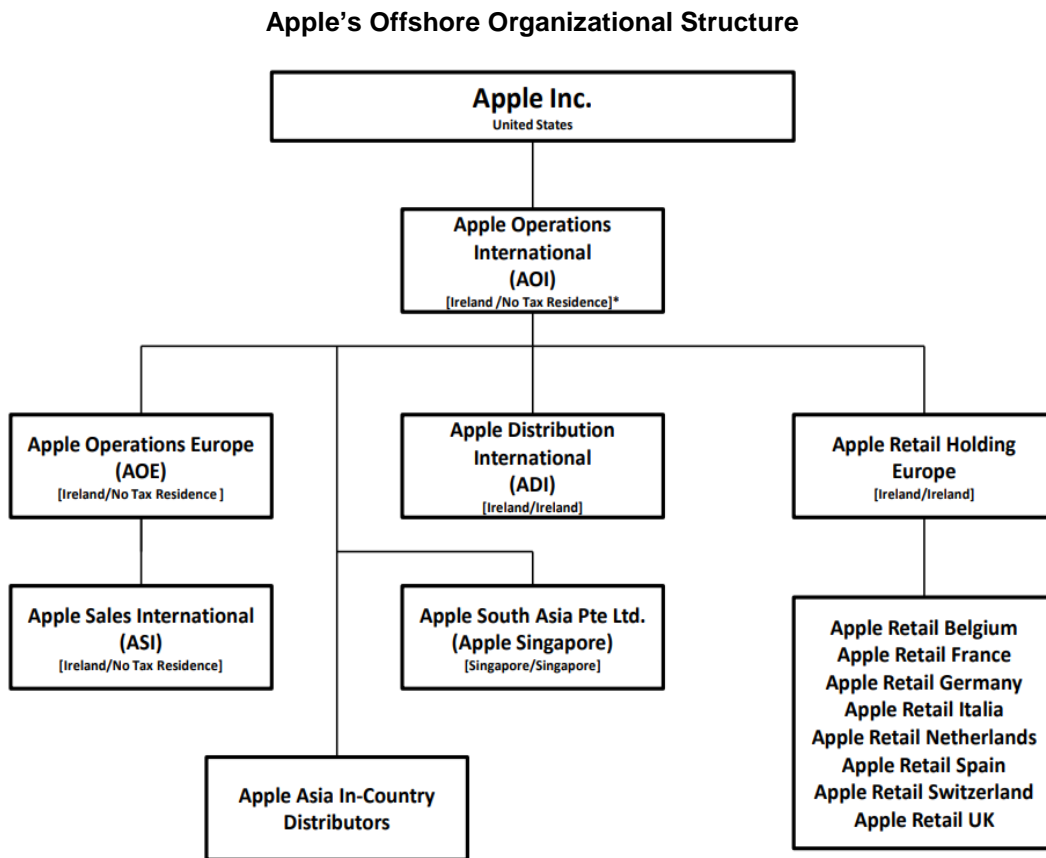 Apple's Offshore Organizational Structure
Apple Inc.
United States
Apple Operations
International
(AOI)
[Ireland /No Tax Residence]*
Apple Operations Europe
(AOE)
[Ireland/No Tax Residence ]
Apple Distribution
International
(ADI)
[Ireland/Ireland]
Apple Retail Holding
Europe
[Ireland/Ireland]
Apple Sales International
(ASI)
[Ireland/No Tax Residence]
Apple South Asia Pte Ltd.
(Apple Singapore)
[Singapore/Singapore]
Apple Retail Belgium
Apple Retail France
Apple Retail Germany
Apple Retail Italia
Apple Retail Netherlands
Apple Retail Spain
Apple Retail Switzerland
Apple Retail UK
Apple Asia In-Country
Distributors